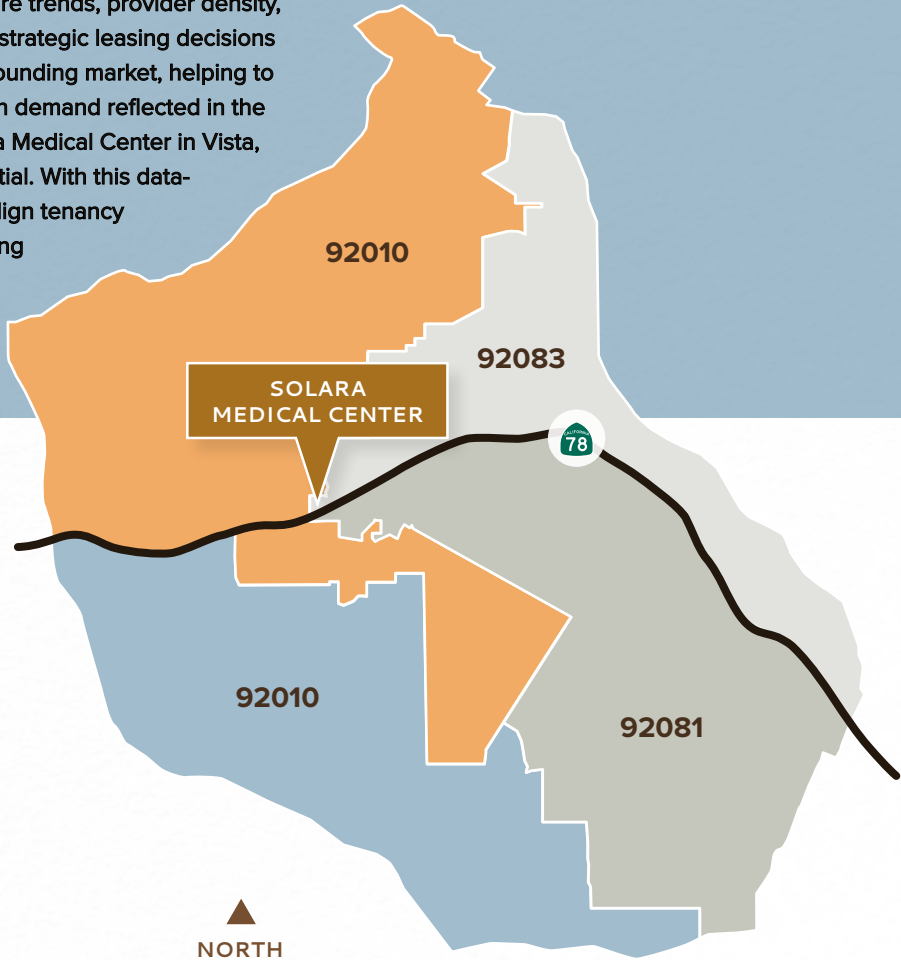 re trends, provider density,
strategic leasing decisions
ounding market, helping to
n demand reflected in the
a Medical Center in Vista,
tial. With this data-
lign tenancy
ng
92010
92083
SOLARA
MEDICAL CENTER
CALIFORNIA
78
92010
92081
NORTH